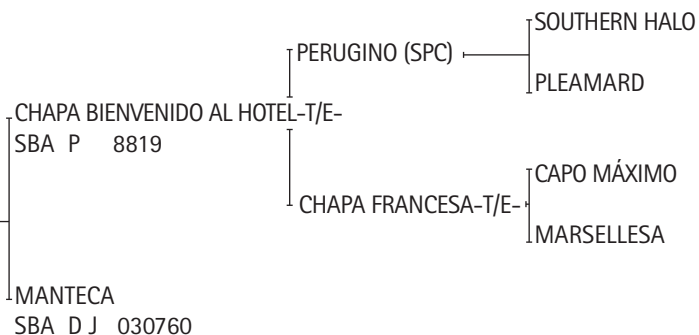 SOUTHERN HALO
PERUGINO (SPC)
PLEAMARD
CHAPA BIENVENIDO AL HOTEL-T/E-
SBA P 8819
CAPO MÁXIMO
CHAPA FRANCESA-T/E-
MARSELLESA
MANTECA
SBA D J 030760